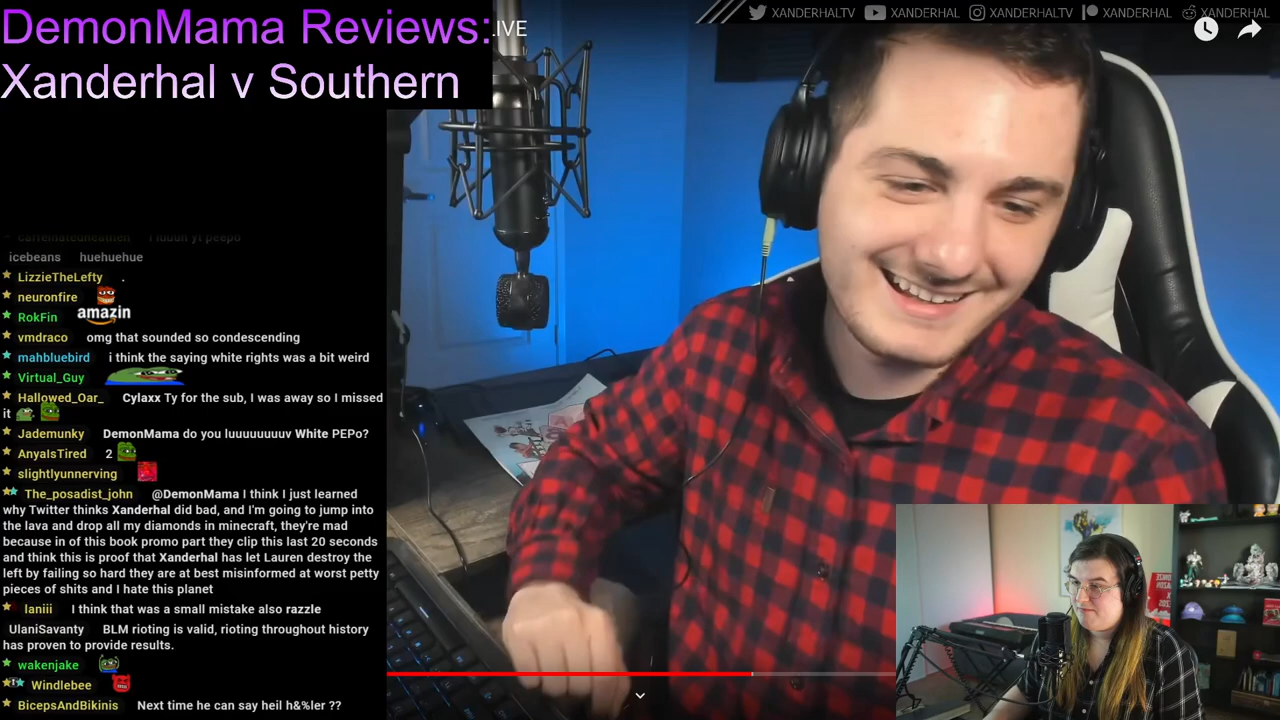 DemonMama Reviews:
Xanderhal v Southern
LIVE
XANDERHALTV
XANDERHAL
XANDERHALTV
XANDERHAL
XANDERHAL
caffeinatedheathen i luuuh yt peepo
icebeans huehuehue
LizzieTheLefty .
neuronfire
RokFin amazin
vmdraco omg that sounded so condescending
mahbluebird i think the saying white rights was a bit weird
Virtual_Guy
Hallowed_Oar_ Cylaxx Ty for the sub, I was away so I missed
it
Jademunky DemonMama do you luuuuuuuuv White PEPo?
AnyaIsTired 2
slightlyunnerving
The_posadist_john @DemonMama I think I just learned
why Twitter thinks Xanderhal did bad, and I'm going to jump into
the lava and drop all my diamonds in minecraft, they're mad
because in of this book promo part they clip this last 20 seconds
and think this is proof that Xanderhal has let Lauren destroy the
left by failing so hard they are at best misinformed at worst petty
pieces of shits and I hate this planet
laniii I think that was a small mistake also razzle
UlaniSavanty BLM rioting is valid, rioting throughout history
has proven to provide results.
wakenjake
Windlebee
BicepsAndBikinis Next time he can say heil h&%ler ??